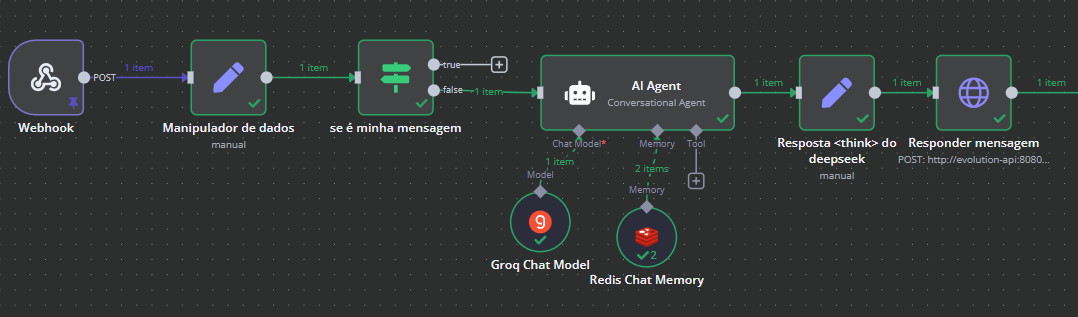 POST
1 item
1 item
true
false
1 item
AI Agent
Conversational Agent
1 item
1 item
1 item
Webhook
Manipulador de dados
manual
se é minha mensagem
Chat Model*
Memory
Tool
Resposta <think> do
deepseek
manual
Responder mensagem
POST: http://evolution-api:8080...
1 item
2 items
Model
Memory
9
2
Groq Chat Model
Redis Chat Memory